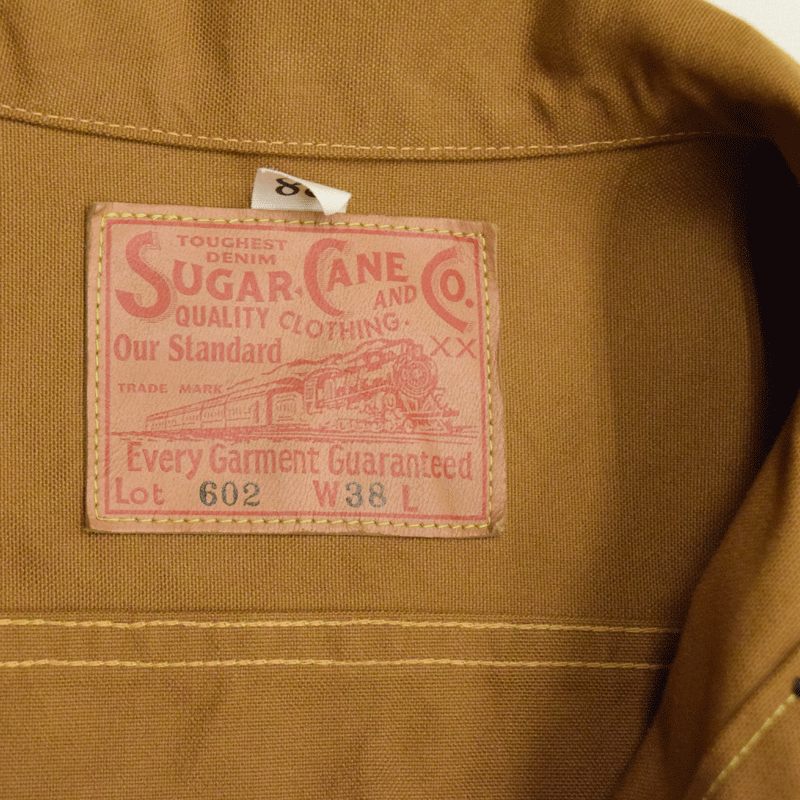 TOUGHEST
DENIM
SUGAR CANE AND CO.
QUALITY CLOTHING.
Our Standard XX
TRADE MARK
Every Garment Guaranteed
Lot 602 W38 L